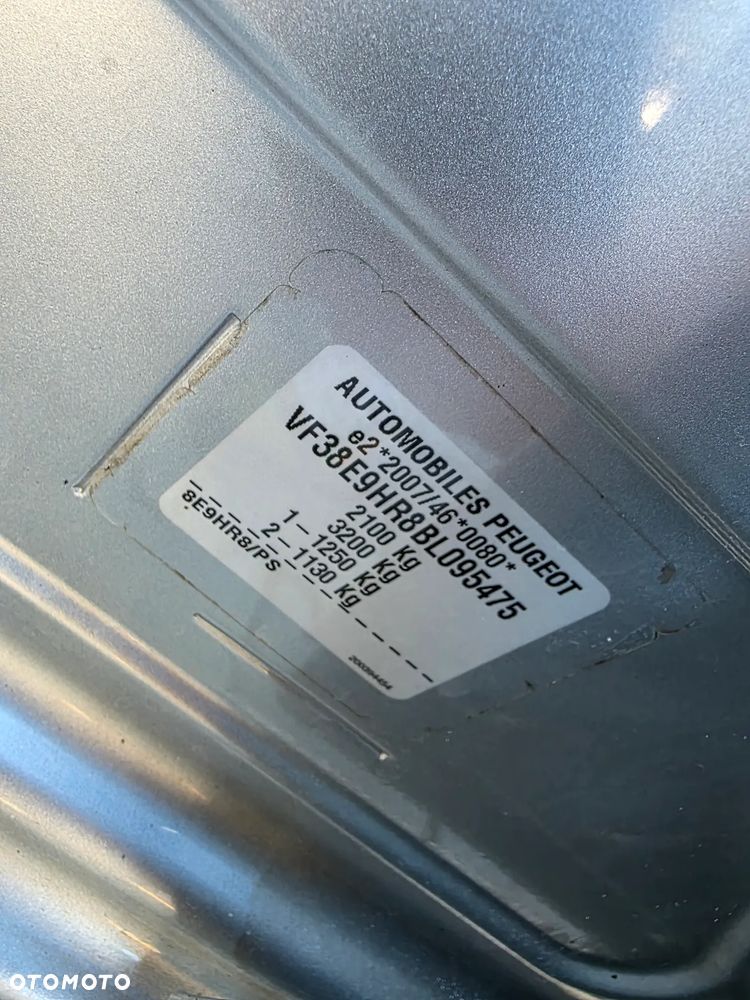 AUTOMOBILES PEUGEOT
e2*2007/46*0080*
VF38E9HR8BL095475
2100 Kg
3200 Kg
1 - 1250 Kg
2 - 1130 Kg
8E9HR8/PS
OTOMOTO